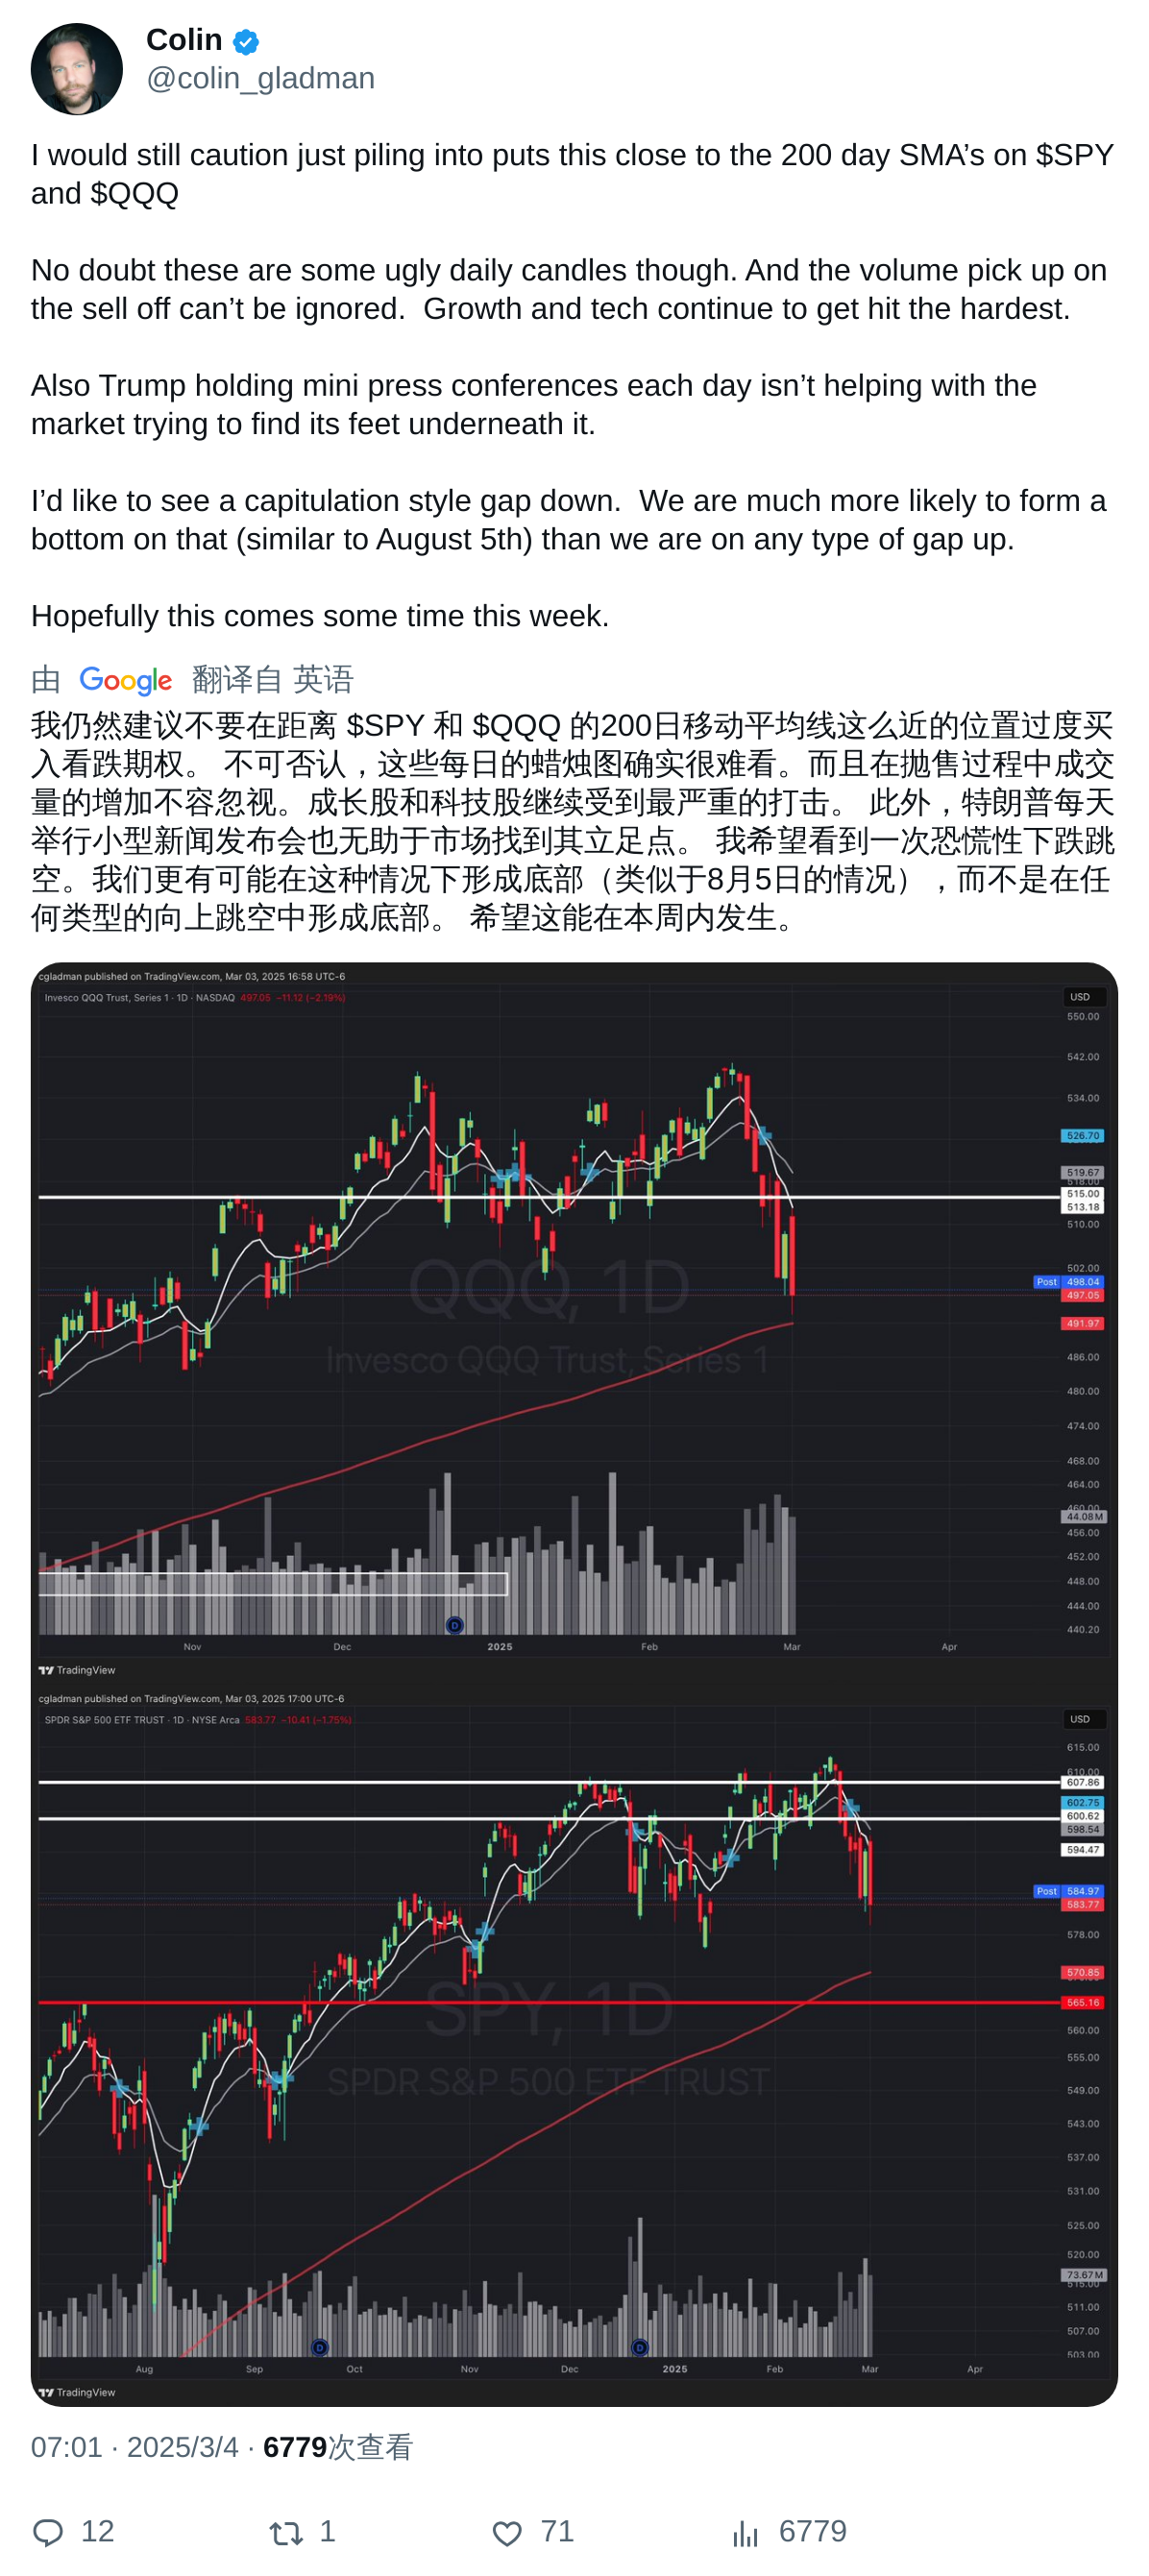 Colin
@colin_gladman
I would still caution just piling into puts this close to the 200 day SMA’s on $SPY
and $QQQ
No doubt these are some ugly daily candles though. And the volume pick up on
the sell off can’t be ignored.  Growth and tech continue to get hit the hardest.
Also Trump holding mini press conferences each day isn’t helping with the
market trying to find its feet underneath it.
I’d like to see a capitulation style gap down.  We are much more likely to form a
bottom on that (similar to August 5th) than we are on any type of gap up.
Hopefully this comes some time this week.
由 Google 翻译自 英语
我仍然建议不要在距离 $SPY 和 $QQQ 的200日移动平均线这么近的位置过度买
入看跌期权。 不可否认，这些每日的蜡烛图确实很难看。而且在抛售过程中成交
量的增加不容忽视。成长股和科技股继续受到最严重的打击。 此外，特朗普每天
举行小型新闻发布会也无助于市场找到其立足点。 我希望看到一次恐慌性下跌跳
空。我们更有可能在这种情况下形成底部（类似于8月5日的情况），而不是在任
何类型的向上跳空中形成底部。 希望这能在本周内发生。
cgladman published on TradingView.com, Mar 03, 2025 16:58 UTC-6
Invesco QQQ Trust, Series 1 · 1D · NASDAQ 497.05 −11.12 (−2.19%)
USD
550.00
542.00
534.00
526.70
519.67
518.00
515.00
513.18
510.00
502.00
Post 498.04
497.05
491.97
486.00
480.00
474.00
468.00
464.00
460.00
44.08M
456.00
452.00
448.00
444.00
440.20
QQQ, 1D
Invesco QQQ Trust, Series 1
D
Nov Dec 2025 Feb Mar Apr
TradingView
cgladman published on TradingView.com, Mar 03, 2025 17:00 UTC-6
SPDR S&P 500 ETF TRUST · 1D · NYSE Arca 583.77 −10.41 (−1.75%)
USD
615.00
610.00
607.86
602.75
600.62
598.54
594.47
Post 584.97
583.77
578.00
570.85
565.16
560.00
555.00
549.00
543.00
537.00
531.00
525.00
520.00
73.67M
515.00
511.00
507.00
503.00
SPY, 1D
SPDR S&P 500 ETF TRUST
D D
Aug Sep Oct Nov Dec 2025 Feb Mar Apr
TradingView
07:01 · 2025/3/4 · 6779次查看
12 1 71 6779